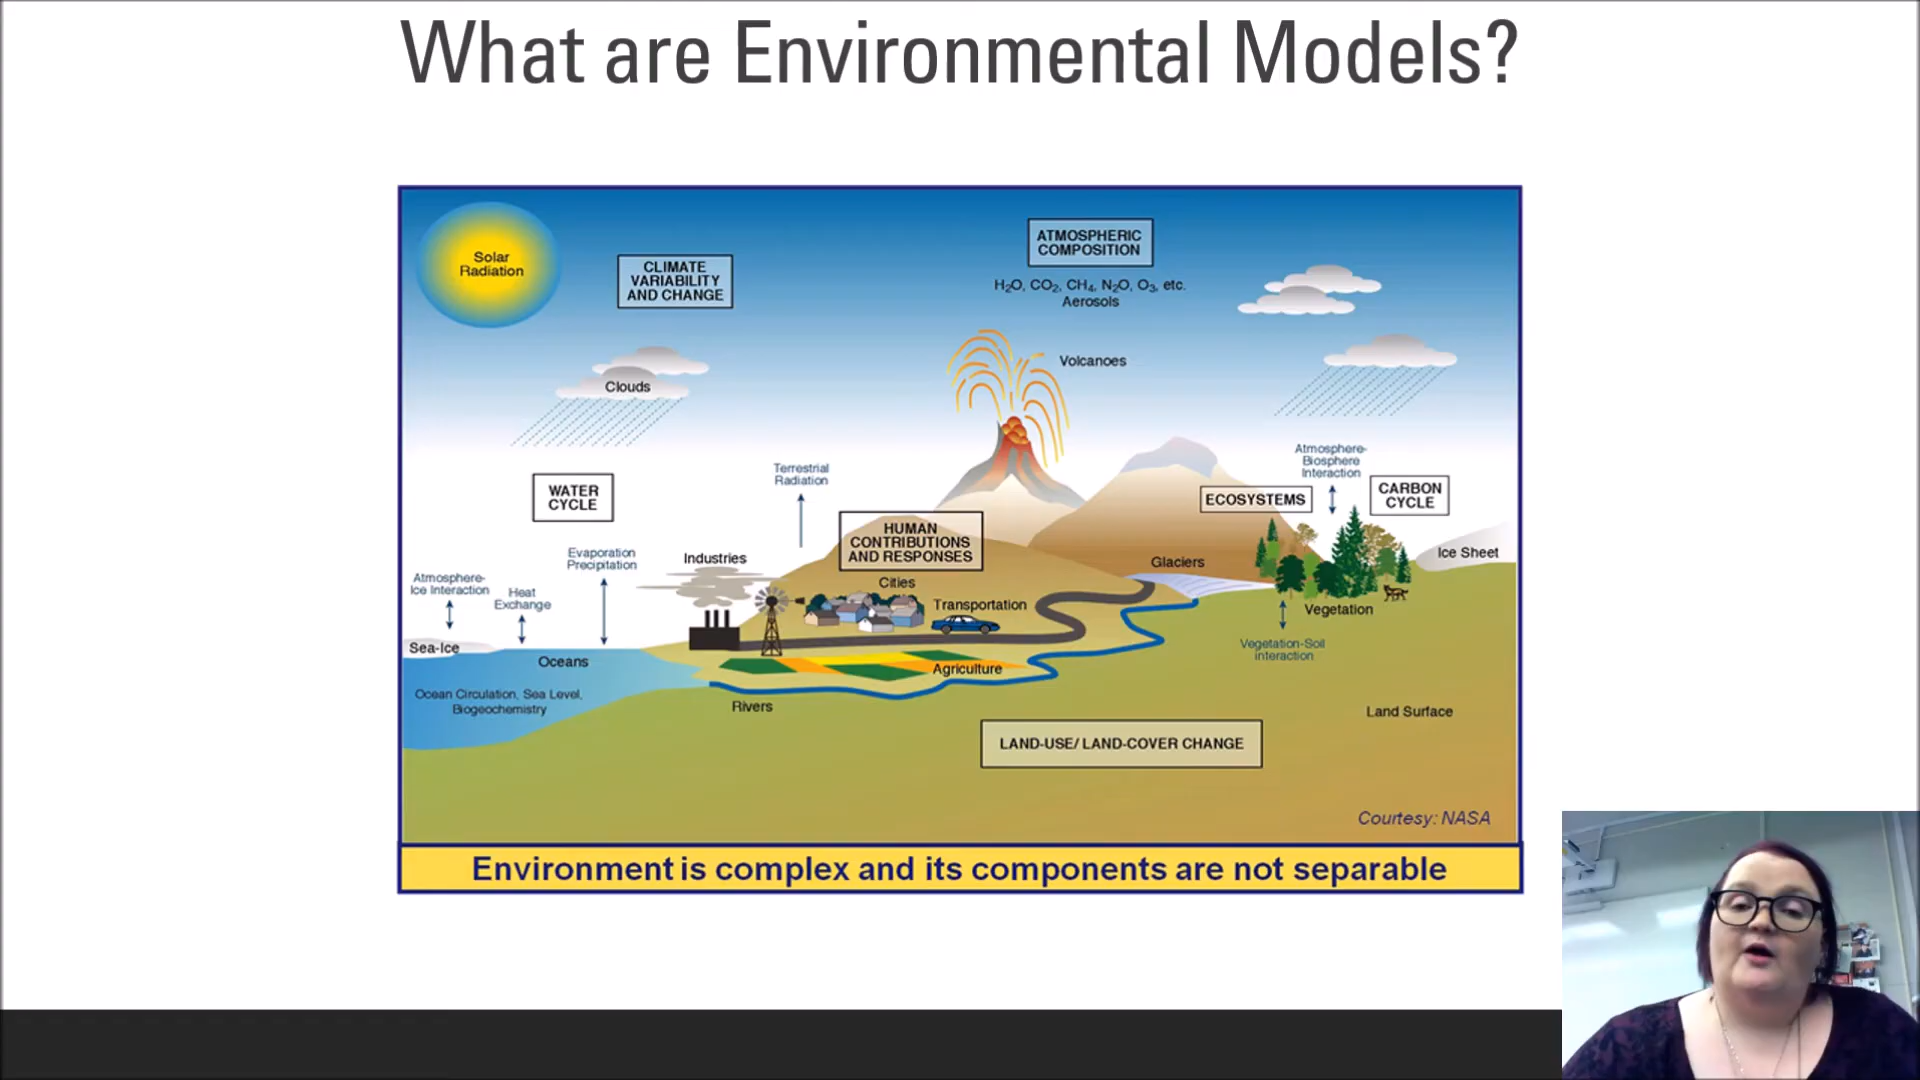 What are Environmental Models?
Solar
Radiation
CLIMATE
VARIABILITY
AND CHANGE
ATMOSPHERIC
COMPOSITION
H₂O, CO₂, CH₄, N₂O, O₃, etc.
Aerosols
Volcanoes
Clouds
Terrestrial
Radiation
Atmosphere-
Biosphere
Interaction
WATER
CYCLE
ECOSYSTEMS
CARBON
CYCLE
HUMAN
CONTRIBUTIONS
AND RESPONSES
Evaporation
Precipitation
Industries
Glaciers
Ice Sheet
Atmosphere-
Ice Interaction
Heat
Exchange
Cities
Transportation
Vegetation
Sea-Ice
Oceans
Agriculture
Vegetation-Soil
interaction
Ocean Circulation, Sea Level,
Biogeochemistry
Rivers
Land Surface
LAND-USE/ LAND-COVER CHANGE
Courtesy: NASA
Environment is complex and its components are not separable